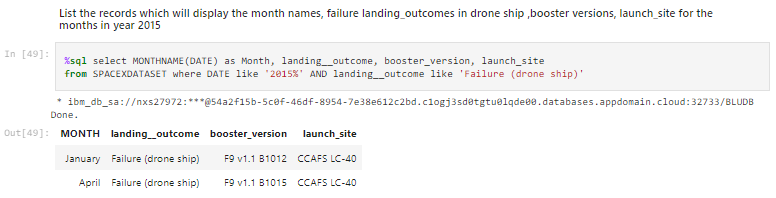 List the records which will display the month names, failure landing_outcomes in drone ship ,booster versions, launch_site for the
months in year 2015
In [49]:
%sql select MONTHNAME(DATE) as Month, landing__outcome, booster_version, launch_site
from SPACEXDATASET where DATE like '2015%' AND landing__outcome like 'Failure (drone ship)'
* ibm_db_sa://nxs27972:***@54a2f15b-5c0f-46df-8954-7e38e612c2bd.c1ogj3sd0tgtu0lqde00.databases.appdomain.cloud:32733/BLUDB
Done.
Out[49]:
MONTH landing__outcome booster_version launch_site
January Failure (drone ship) F9 v1.1 B1012 CCAFS LC-40
April Failure (drone ship) F9 v1.1 B1015 CCAFS LC-40